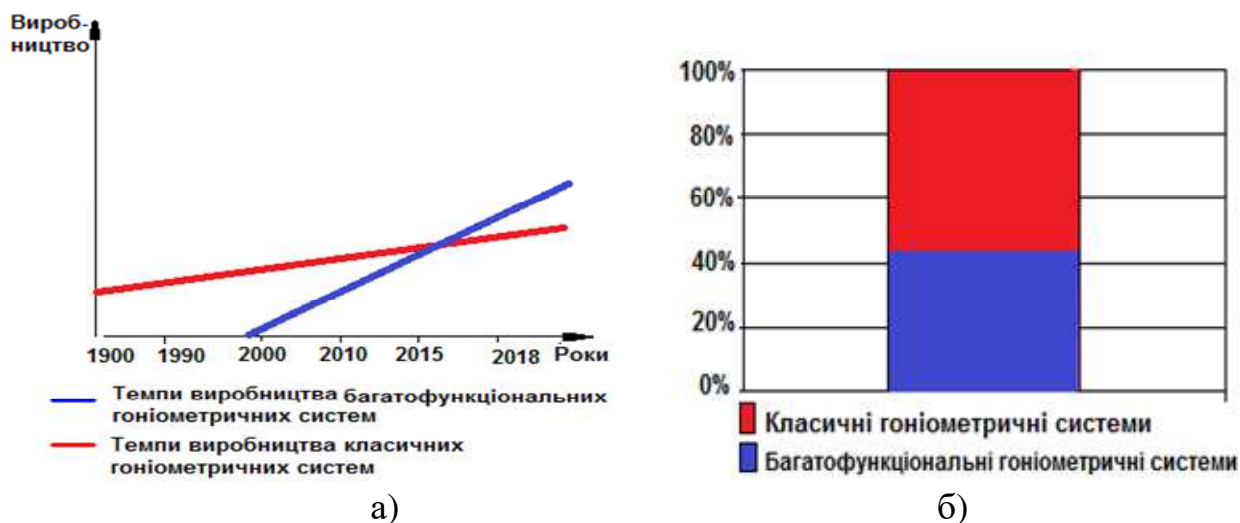 Вироб-
ництво
1900 1990 2000 2010 2015 2018 Роки
Темпи виробництва багатофункціональних
гоніометричних систем
Темпи виробництва класичних
гоніометричних систем
а)
100%
80%
60%
40%
20%
0%
Класичні гоніометричні системи
Багатофункціональні гоніометричні системи
б)